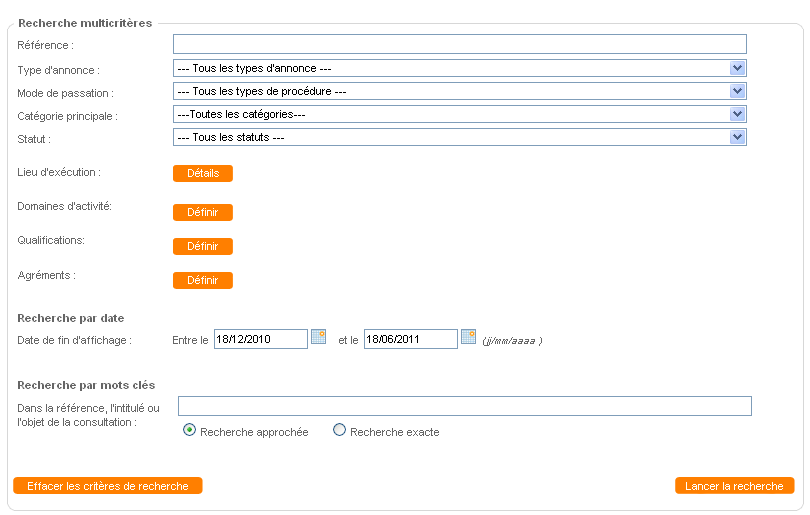 Recherche multicritères
Référence :
Type d'annonce : --- Tous les types d'annonce ---
Mode de passation : --- Tous les types de procédure ---
Catégorie principale : ---Toutes les catégories---
Statut : --- Tous les statuts ---
Lieu d'exécution : Détails
Domaines d'activité: Définir
Qualifications: Définir
Agréments : Définir
Recherche par date
Date de fin d'affichage : Entre le 18/12/2010 et le 18/06/2011 (jj/mm/aaaa )
Recherche par mots clés
Dans la référence, l'intitulé ou
l'objet de la consultation :
Recherche approchée Recherche exacte
Effacer les critères de recherche Lancer la recherche